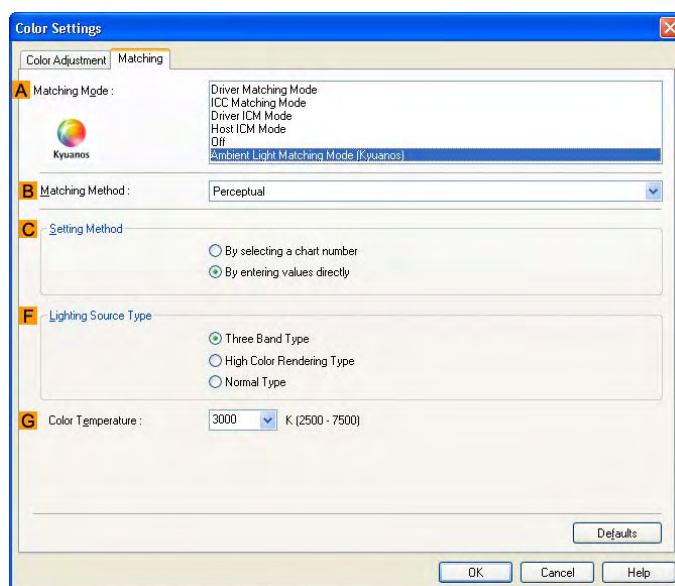 Color Settings
Color Adjustment Matching
A Matching Mode :
Driver Matching Mode
ICC Matching Mode
Driver ICM Mode
Host ICM Mode
Off
Ambient Light Matching Mode (Kyuanos)
Kyuanos
B Matching Method : Perceptual
C Setting Method
By selecting a chart number
By entering values directly
F Lighting Source Type
Three Band Type
High Color Rendering Type
Normal Type
G Color Temperature : 3000 K (2500 - 7500)
Defaults
OK Cancel Help